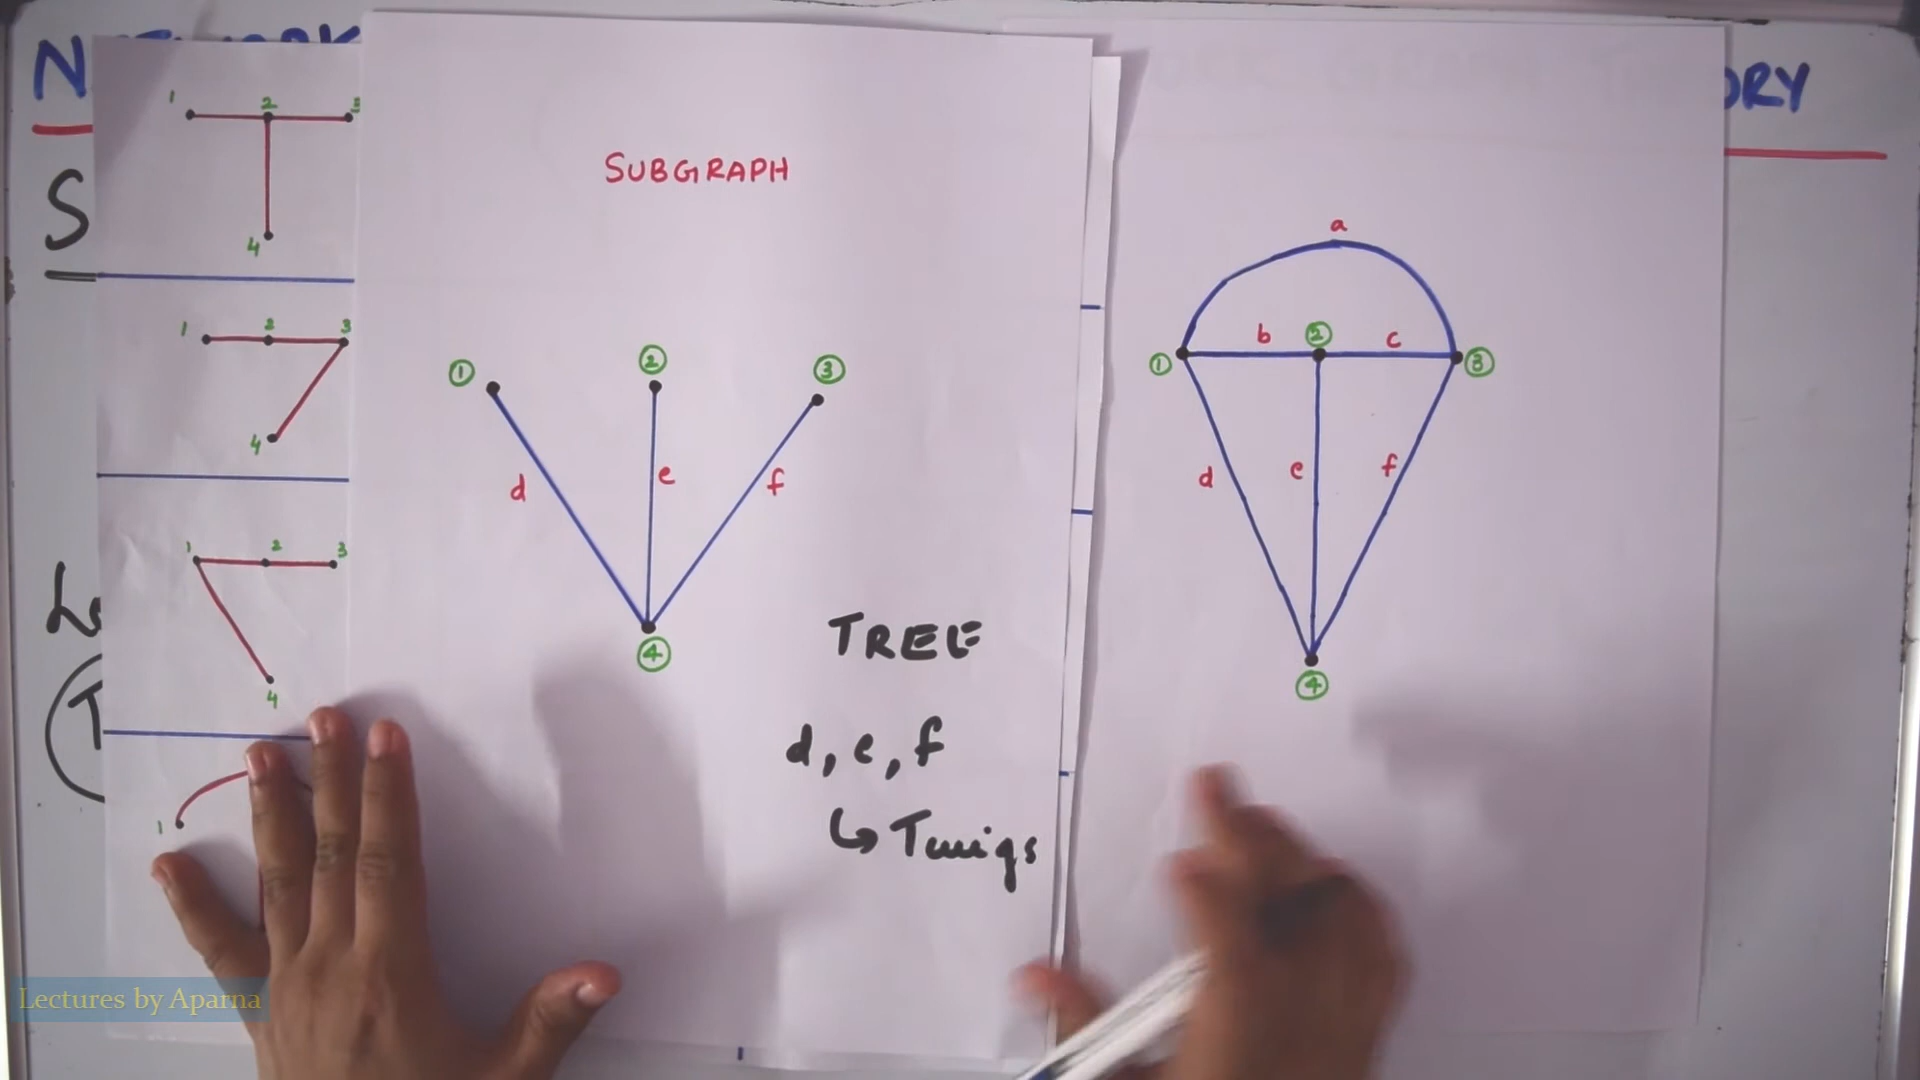 1 2 3
4
1 2 3
4
1 2 3
4
1
SUBGRAPH
1 2 3
d e f
4
TREE
d, e, f
↳ Twigs
a
b 2 c
1 3
d e f
4
Lectures by Aparna